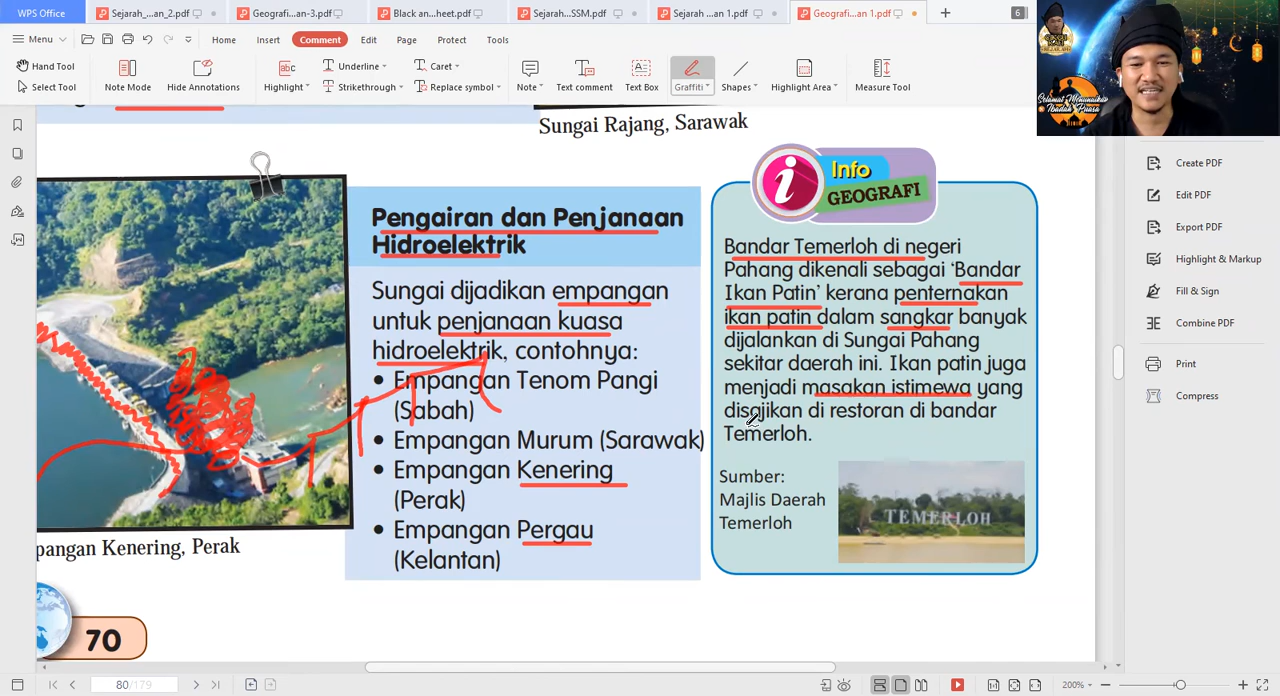 WPS Office
Sejarah_...an_2.pdf
Geografi...an-3.pdf
Black an...heet.pdf
Sejarah...SSM.pdf
Sejarah ...an 1.pdf
Geografi...an 1.pdf
6
Menu
Home
Insert
Comment
Edit
Page
Protect
Tools
Hand Tool
Select Tool
Note Mode
Hide Annotations
Highlight
Underline
Strikethrough
Caret
Replace symbol
Note
Text comment
Text Box
Graffiti
Shapes
Highlight Area
Measure Tool
Selamat Menunaikan
Ibadah Puasa
Create PDF
Edit PDF
Export PDF
Highlight & Markup
Fill & Sign
Combine PDF
Print
Compress
Sungai Rajang, Sarawak
Pengairan dan Penjanaan
Hidroelektrik
Sungai dijadikan empangan
untuk penjanaan kuasa
hidroelektrik, contohnya:
• Empangan Tenom Pangi
(Sabah)
• Empangan Murum (Sarawak)
• Empangan Kenering
(Perak)
• Empangan Pergau
(Kelantan)
i
Info
GEOGRAFI
Bandar Temerloh di negeri
Pahang dikenali sebagai ‘Bandar
Ikan Patin’ kerana penternakan
ikan patin dalam sangkar banyak
dijalankan di Sungai Pahang
sekitar daerah ini. Ikan patin juga
menjadi masakan istimewa yang
disajikan di restoran di bandar
Temerloh.
Sumber:
Majlis Daerah
Temerloh
TEMERLOH
pangan Kenering, Perak
70
80/179
200%